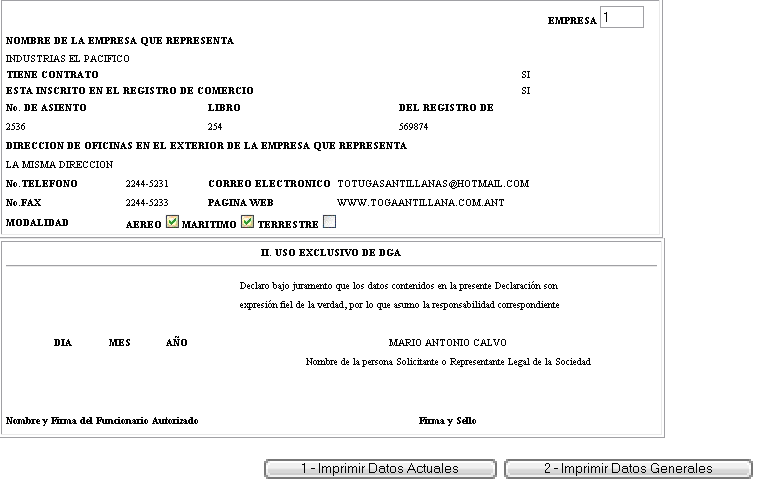 EMPRESA 1
NOMBRE DE LA EMPRESA QUE REPRESENTA
INDUSTRIAS EL PACIFICO
TIENE CONTRATO SI
ESTA INSCRITO EN EL REGISTRO DE COMERCIO SI
No. DE ASIENTO LIBRO DEL REGISTRO DE
2536 254 569874
DIRECCION DE OFICINAS EN EL EXTERIOR DE LA EMPRESA QUE REPRESENTA
LA MISMA DIRECCION
No.TELEFONO 2244-5231 CORREO ELECTRONICO TOTUGASANTILLANAS@HOTMAIL.COM
No.FAX 2244-5233 PAGINA WEB WWW.TOGAANTILLANA.COM.ANT
MODALIDAD AEREO MARITIMO TERRESTRE
II. USO EXCLUSIVO DE DGA
Declaro bajo juramento que los datos contenidos en la presente Declaración son
expresión fiel de la verdad, por lo que asumo la responsabilidad correspondiente
DIA MES AÑO MARIO ANTONIO CALVO
Nombre de la persona Solicitante o Representante Legal de la Sociedad
Nombre y Firma del Funcionario Autorizado Firma y Sello
1 - Imprimir Datos Actuales 2 - Imprimir Datos Generales